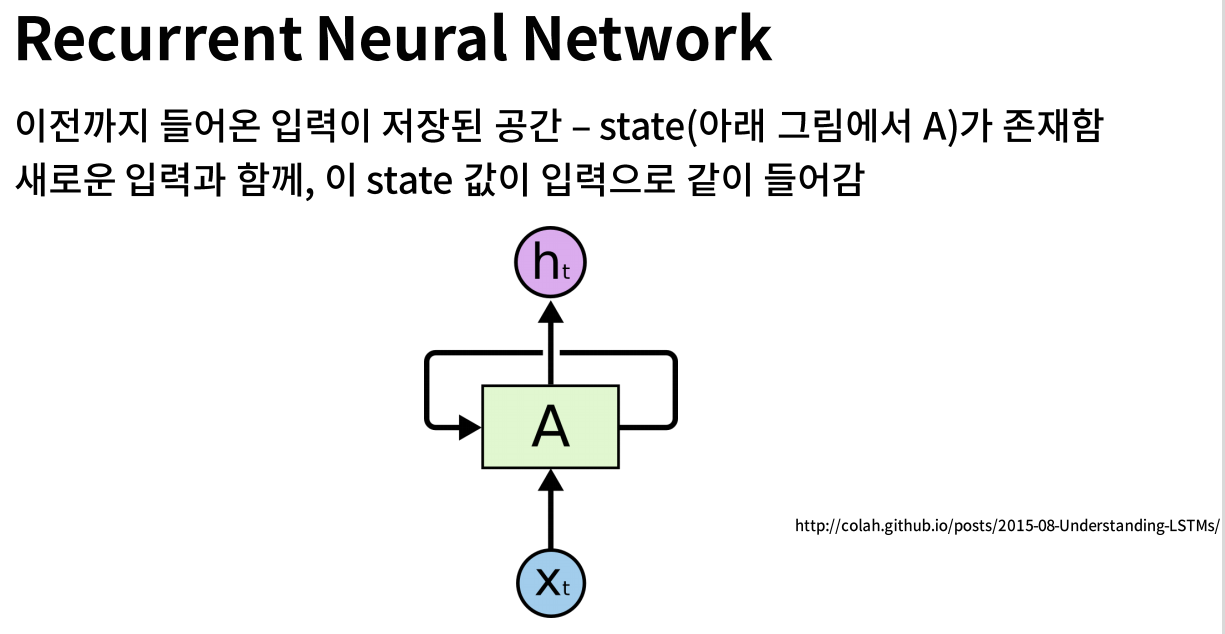 Recurrent Neural Network
이전까지 들어온 입력이 저장된 공간 – state(아래 그림에서 A)가 존재함
새로운 입력과 함께, 이 state 값이 입력으로 같이 들어감
ht
A
http://colah.github.io/posts/2015-08-Understanding-LSTMs/
xt